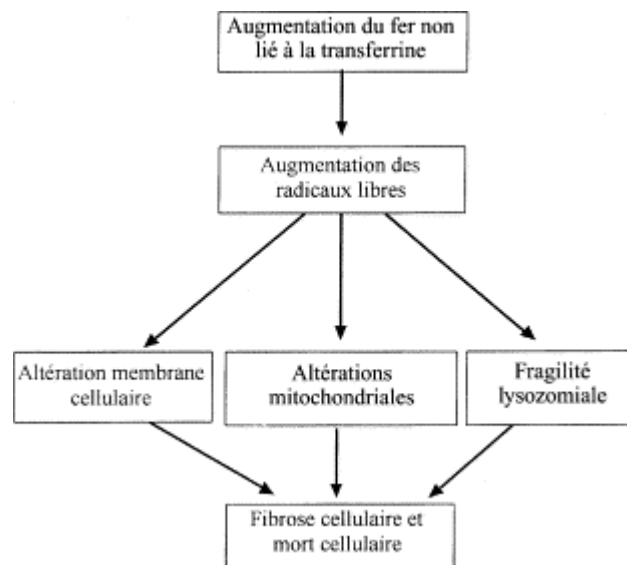 Augmentation du fer non
lié à la transferrine
Augmentation des
radicaux libres
Altération membrane
cellulaire
Altérations
mitochondriales
Fragilité
lysozomiale
Fibrose cellulaire et
mort cellulaire